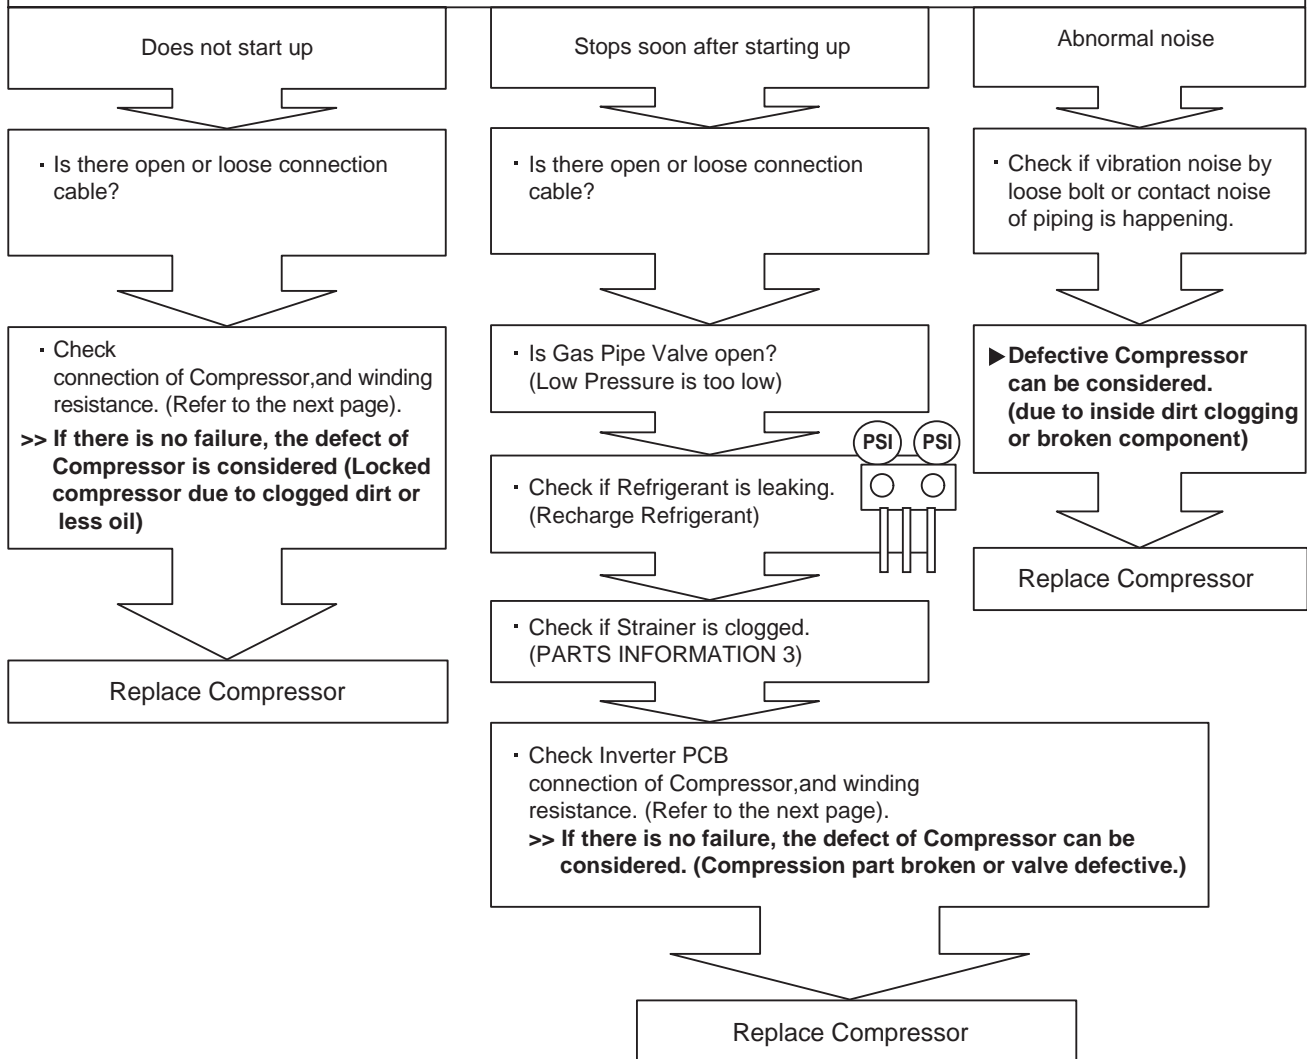 Does not start up
· Is there open or loose connection
cable?
· Check
connection of Compressor,and winding
resistance. (Refer to the next page).
>> If there is no failure, the defect of
Compressor is considered (Locked
compressor due to clogged dirt or
less oil)
Replace Compressor
Stops soon after starting up
· Is there open or loose connection
cable?
· Is Gas Pipe Valve open?
(Low Pressure is too low)
· Check if Refrigerant is leaking.
(Recharge Refrigerant)
PSI PSI
· Check if Strainer is clogged.
(PARTS INFORMATION 3)
· Check Inverter PCB
connection of Compressor,and winding
resistance. (Refer to the next page).
>> If there is no failure, the defect of Compressor can be
considered. (Compression part broken or valve defective.)
Replace Compressor
Abnormal noise
· Check if vibration noise by
loose bolt or contact noise
of piping is happening.
▶Defective Compressor
can be considered.
(due to inside dirt clogging
or broken component)
Replace Compressor